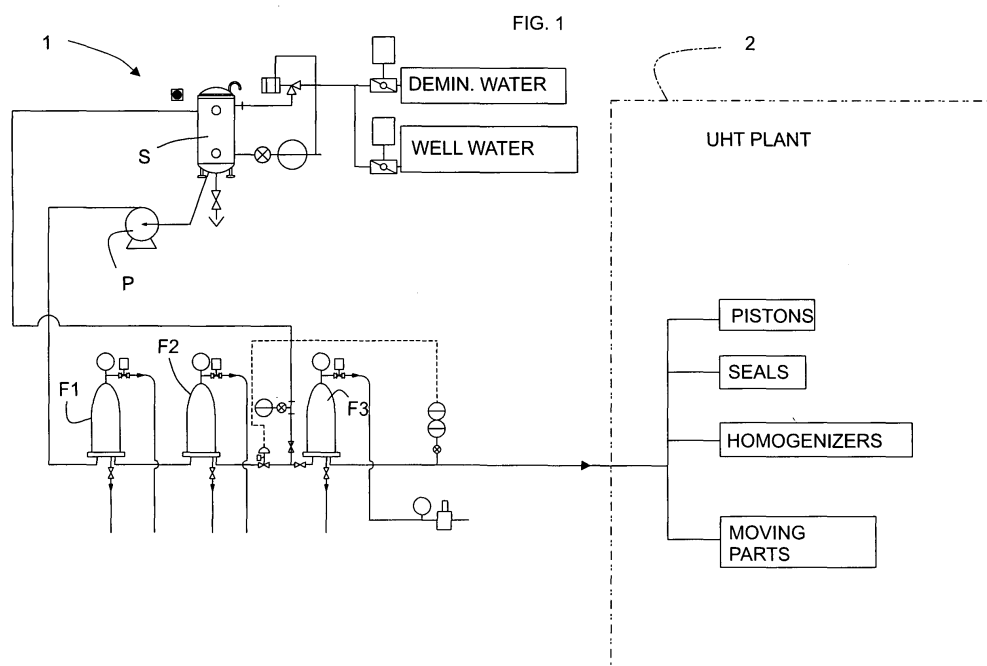 FIG. 1
1
2
DEMIN. WATER
WELL WATER
UHT PLANT
S
P
PISTONS
F1
F2
F3
SEALS
HOMOGENIZERS
MOVING
PARTS